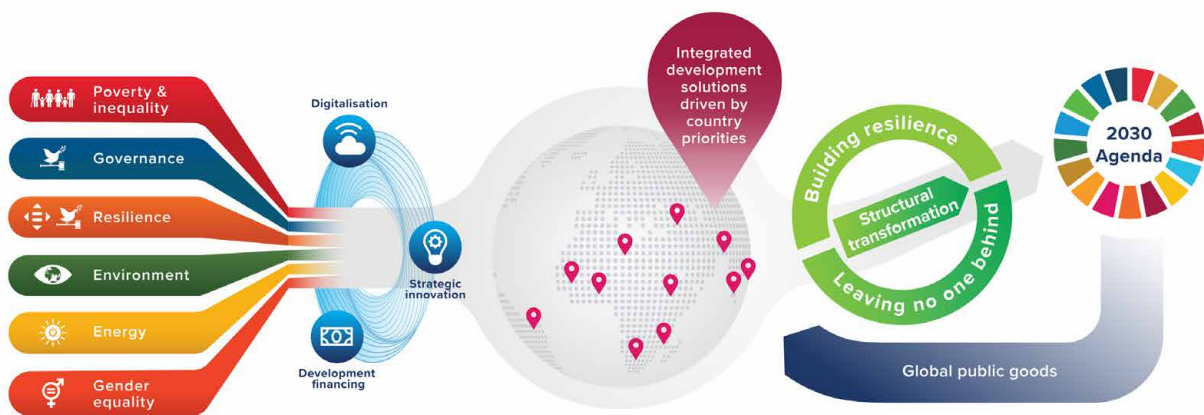 Poverty &
inequality
Governance
Resilience
Environment
Energy
Gender
equality
Digitalisation
Strategic
innovation
Development
financing
Integrated
development
solutions
driven by
country
priorities
Building resilience
Structural
transformation
Leaving no one behind
2030
Agenda
Global public goods